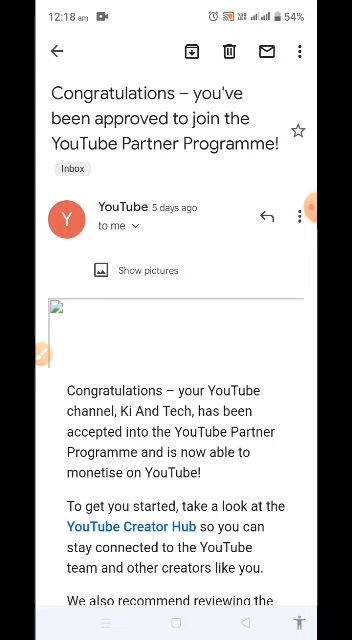 12:18 am 54%
Congratulations – you've
been approved to join the
YouTube Partner Programme!
Inbox
Y
YouTube 5 days ago
to me
Show pictures
Congratulations – your YouTube
channel, Ki And Tech, has been
accepted into the YouTube Partner
Programme and is now able to
monetise on YouTube!
To get you started, take a look at the
YouTube Creator Hub so you can
stay connected to the YouTube
team and other creators like you.
We also recommend reviewing the